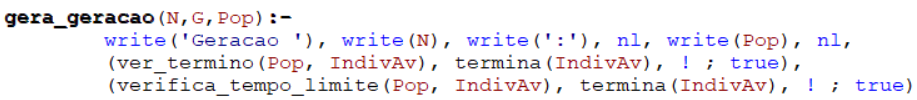 gera_geracao(N,G,Pop):-
write('Geracao '), write(N), write(':'), nl, write(Pop), nl,
(ver_termino(Pop, IndivAv), termina(IndivAv), ! ; true),
(verifica_tempo_limite(Pop, IndivAv), termina(IndivAv), ! ; true)